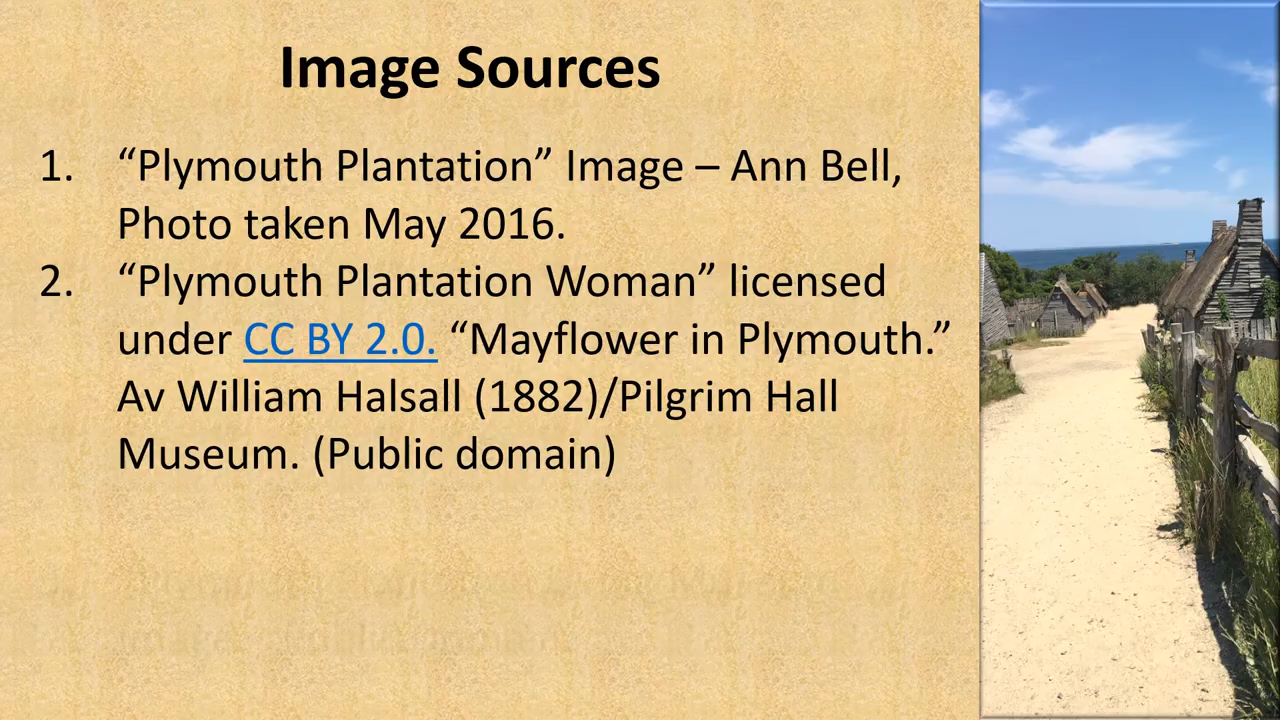 Image Sources
1. “Plymouth Plantation” Image – Ann Bell,
Photo taken May 2016.
2. “Plymouth Plantation Woman” licensed
under CC BY 2.0. “Mayflower in Plymouth.”
Av William Halsall (1882)/Pilgrim Hall
Museum. (Public domain)